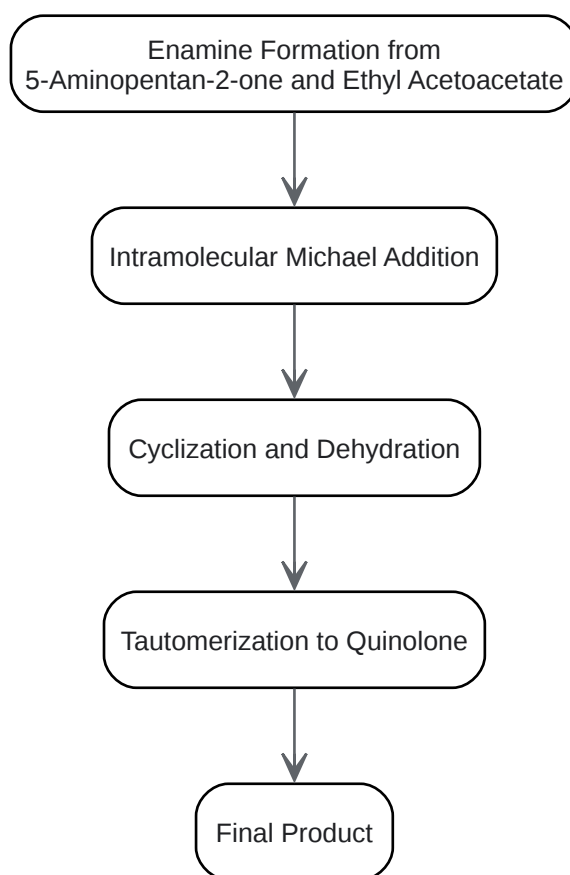 Enamine Formation from
5-Aminopentan-2-one and Ethyl Acetoacetate
Intramolecular Michael Addition
Cyclization and Dehydration
Tautomerization to Quinolone
Final Product